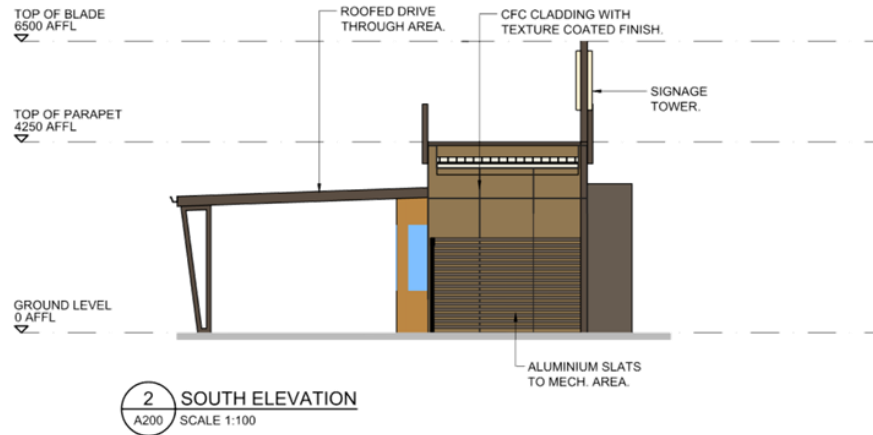 TOP OF BLADE
6500 AFFL
ROOFED DRIVE
THROUGH AREA.
CFC CLADDING WITH
TEXTURE COATED FINISH.
SIGNAGE
TOWER.
TOP OF PARAPET
4250 AFFL
GROUND LEVEL
0 AFFL
ALUMINIUM SLATS
TO MECH. AREA.
2
A200
SOUTH ELEVATION
SCALE 1:100